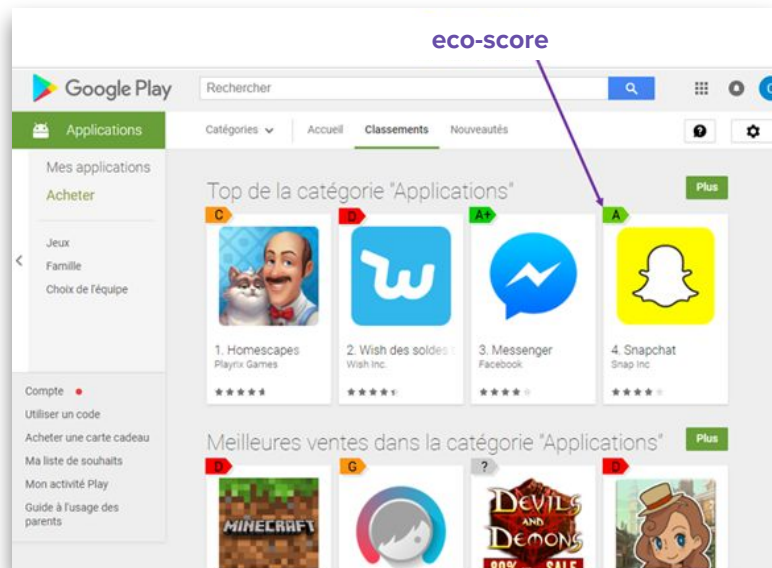 eco-score
Google Play
Rechercher
Applications
Catégories
Accueil
Classements
Nouveautés
Mes applications
Acheter
Jeux
Famille
Choix de l'équipe
Compte
Utiliser un code
Acheter une carte cadeau
Ma liste de souhaits
Mon activité Play
Guide à l'usage des
parents
Top de la catégorie "Applications"
Plus
C
D
A+
A
1. Homescapes
Playrix Games
2. Wish des soldes
Wish Inc.
3. Messenger
Facebook
4. Snapchat
Snap Inc
Meilleures ventes dans la catégorie "Applications"
Plus
D
G
?
D
MINECRAFT
DEVILS
AND
DEMONS
80% SALE